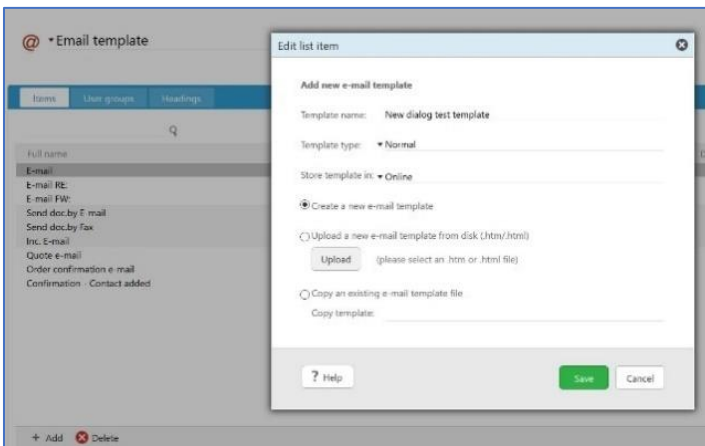 @ Email template
Items User groups Headings
Full name
E-mail
E-mail RE:
E-mail FW:
Send doc.by E-mail
Send doc.by Fax
Inc. E-mail
Quote e-mail
Order confirmation e-mail
Confirmation - Contact added
+ Add Delete
Edit list item
Add new e-mail template
Template name: New dialog test template
Template type: Normal
Store template in: Online
Create a new e-mail template
Upload a new e-mail template from disk (.htm/.html)
Upload (please select an .htm or .html file)
Copy an existing e-mail template file
Copy template:
? Help Save Cancel